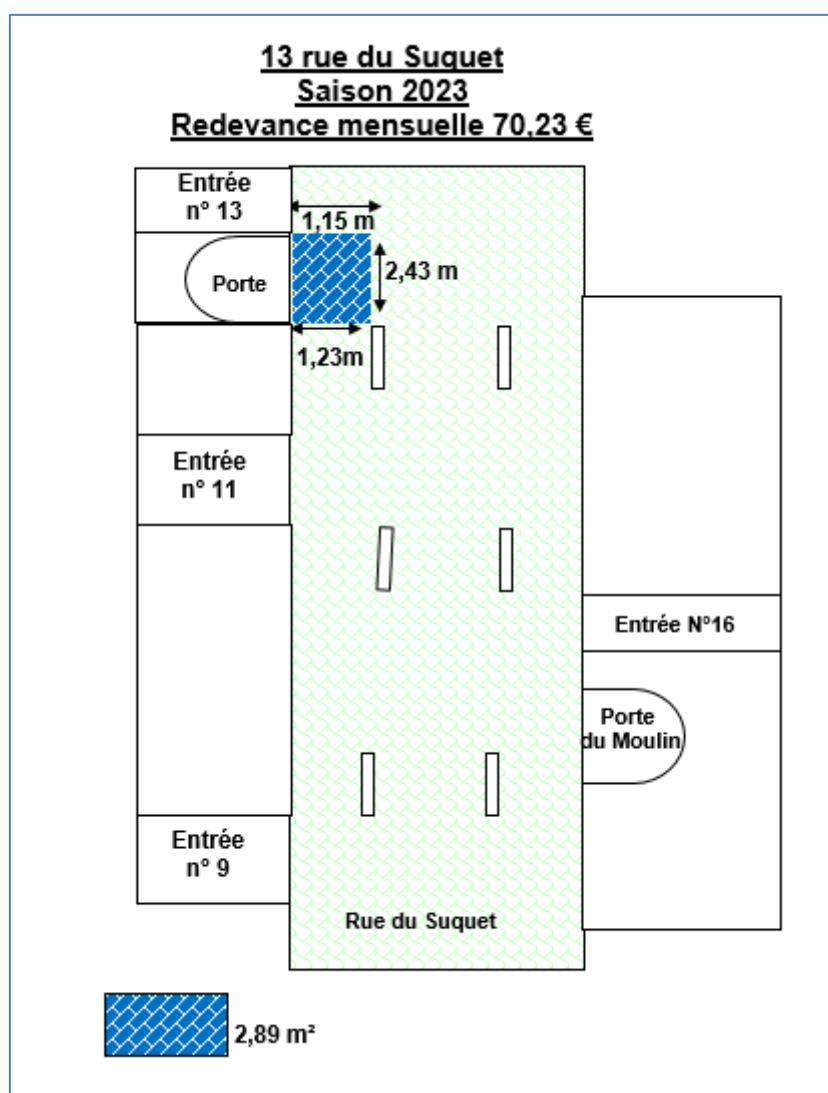 13 rue du Suquet
Saison 2023
Redevance mensuelle 70,23 €
Entrée
n° 13
1,15 m
Porte
2,43 m
1,23m
Entrée
n° 11
Entrée N°16
Porte
du Moulin
Entrée
n° 9
Rue du Suquet
2,89 m²